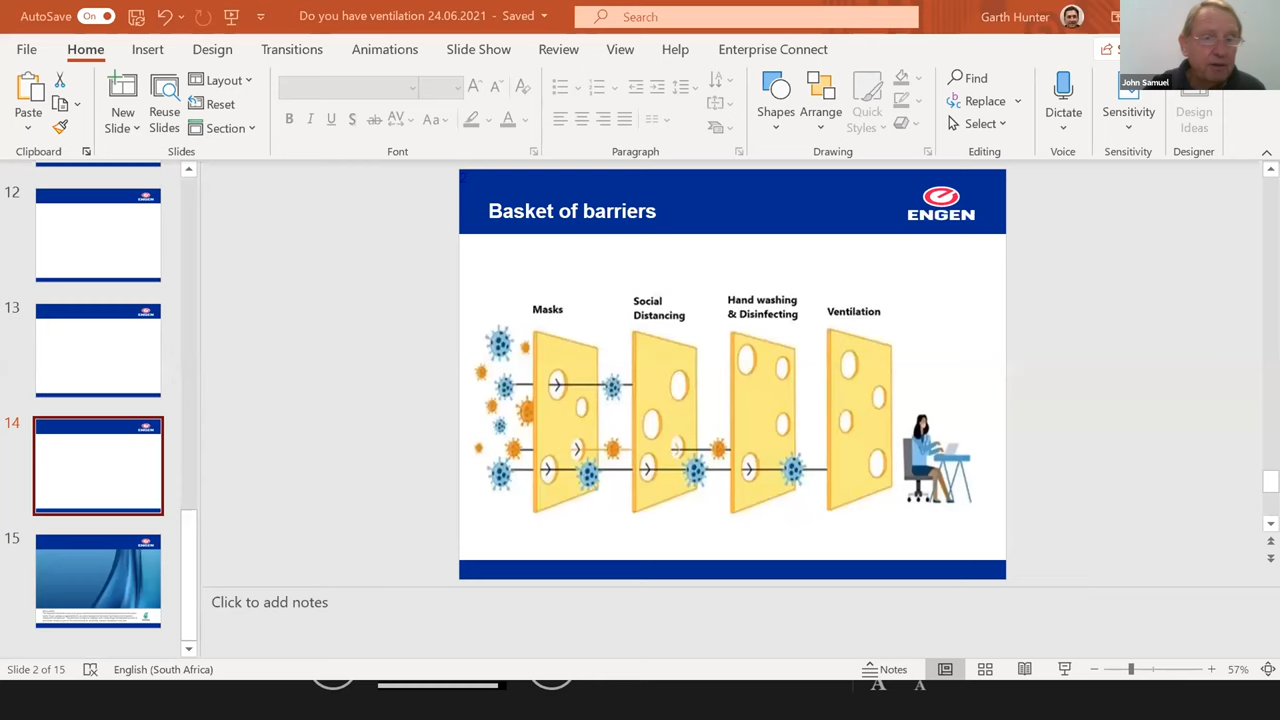 AutoSave On
Do you have ventilation 24.06.2021 - Saved
Search
Garth Hunter
John Samuel
File Home Insert Design Transitions Animations Slide Show Review View Help Enterprise Connect
Paste
New Slide
Reuse Slides
Layout
Reset
Section
B I U S ab AV Aa A
Shapes
Arrange
Quick Styles
Find
Replace
Select
Dictate
Sensitivity
Design Ideas
Clipboard Slides Font Paragraph Drawing Editing Voice Sensitivity Designer
12
13
14
15
Basket of barriers
ENGEN
Masks
Social Distancing
Hand washing & Disinfecting
Ventilation
Click to add notes
Slide 2 of 15 English (South Africa) Notes 57%
A A